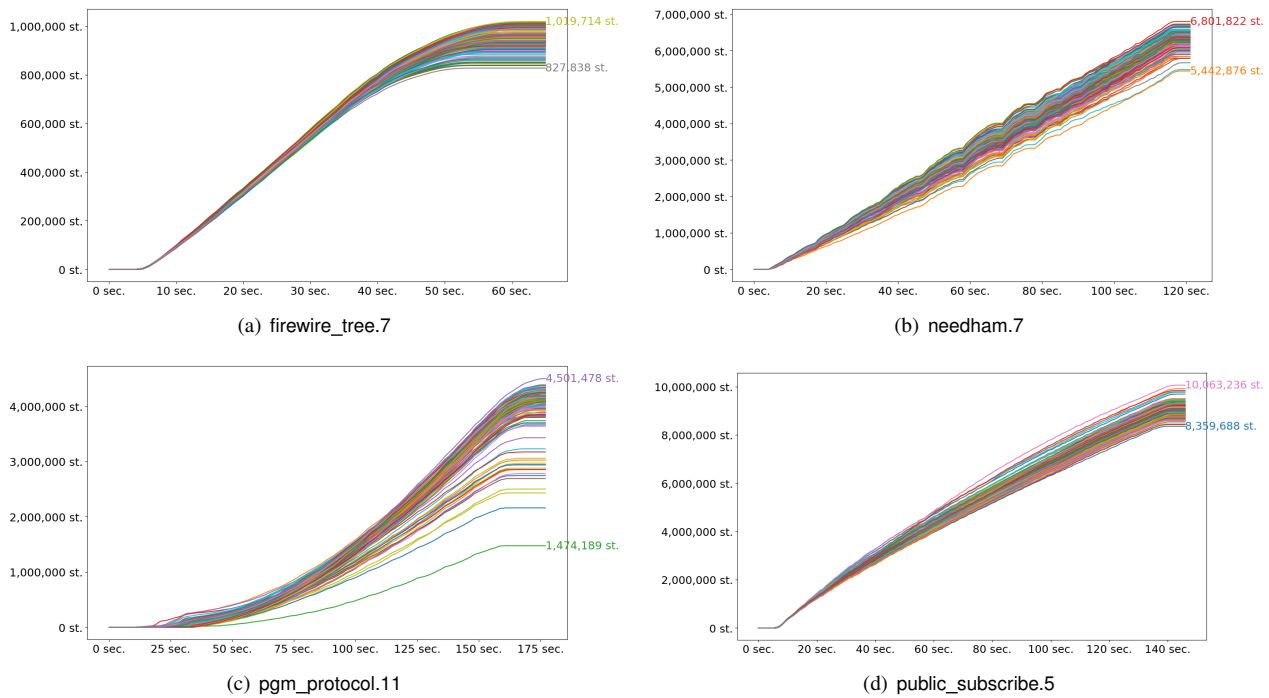 1,000,000 st.
800,000 st.
600,000 st.
400,000 st.
200,000 st.
0 st.
1,019,714 st.
827,838 st.
0 sec. 10 sec. 20 sec. 30 sec. 40 sec. 50 sec. 60 sec.
(a) firewire_tree.7
7,000,000 st.
6,000,000 st.
5,000,000 st.
4,000,000 st.
3,000,000 st.
2,000,000 st.
1,000,000 st.
0 st.
6,801,822 st.
5,442,876 st.
0 sec. 20 sec. 40 sec. 60 sec. 80 sec. 100 sec. 120 sec.
(b) needham.7
4,000,000 st.
3,000,000 st.
2,000,000 st.
1,000,000 st.
0 st.
4,501,478 st.
1,474,189 st.
0 sec. 25 sec. 50 sec. 75 sec. 100 sec. 125 sec. 150 sec. 175 sec.
(c) pgm_protocol.11
10,000,000 st.
8,000,000 st.
6,000,000 st.
4,000,000 st.
2,000,000 st.
0 st.
10,063,236 st.
8,359,688 st.
0 sec. 20 sec. 40 sec. 60 sec. 80 sec. 100 sec. 120 sec. 140 sec.
(d) public_subscribe.5